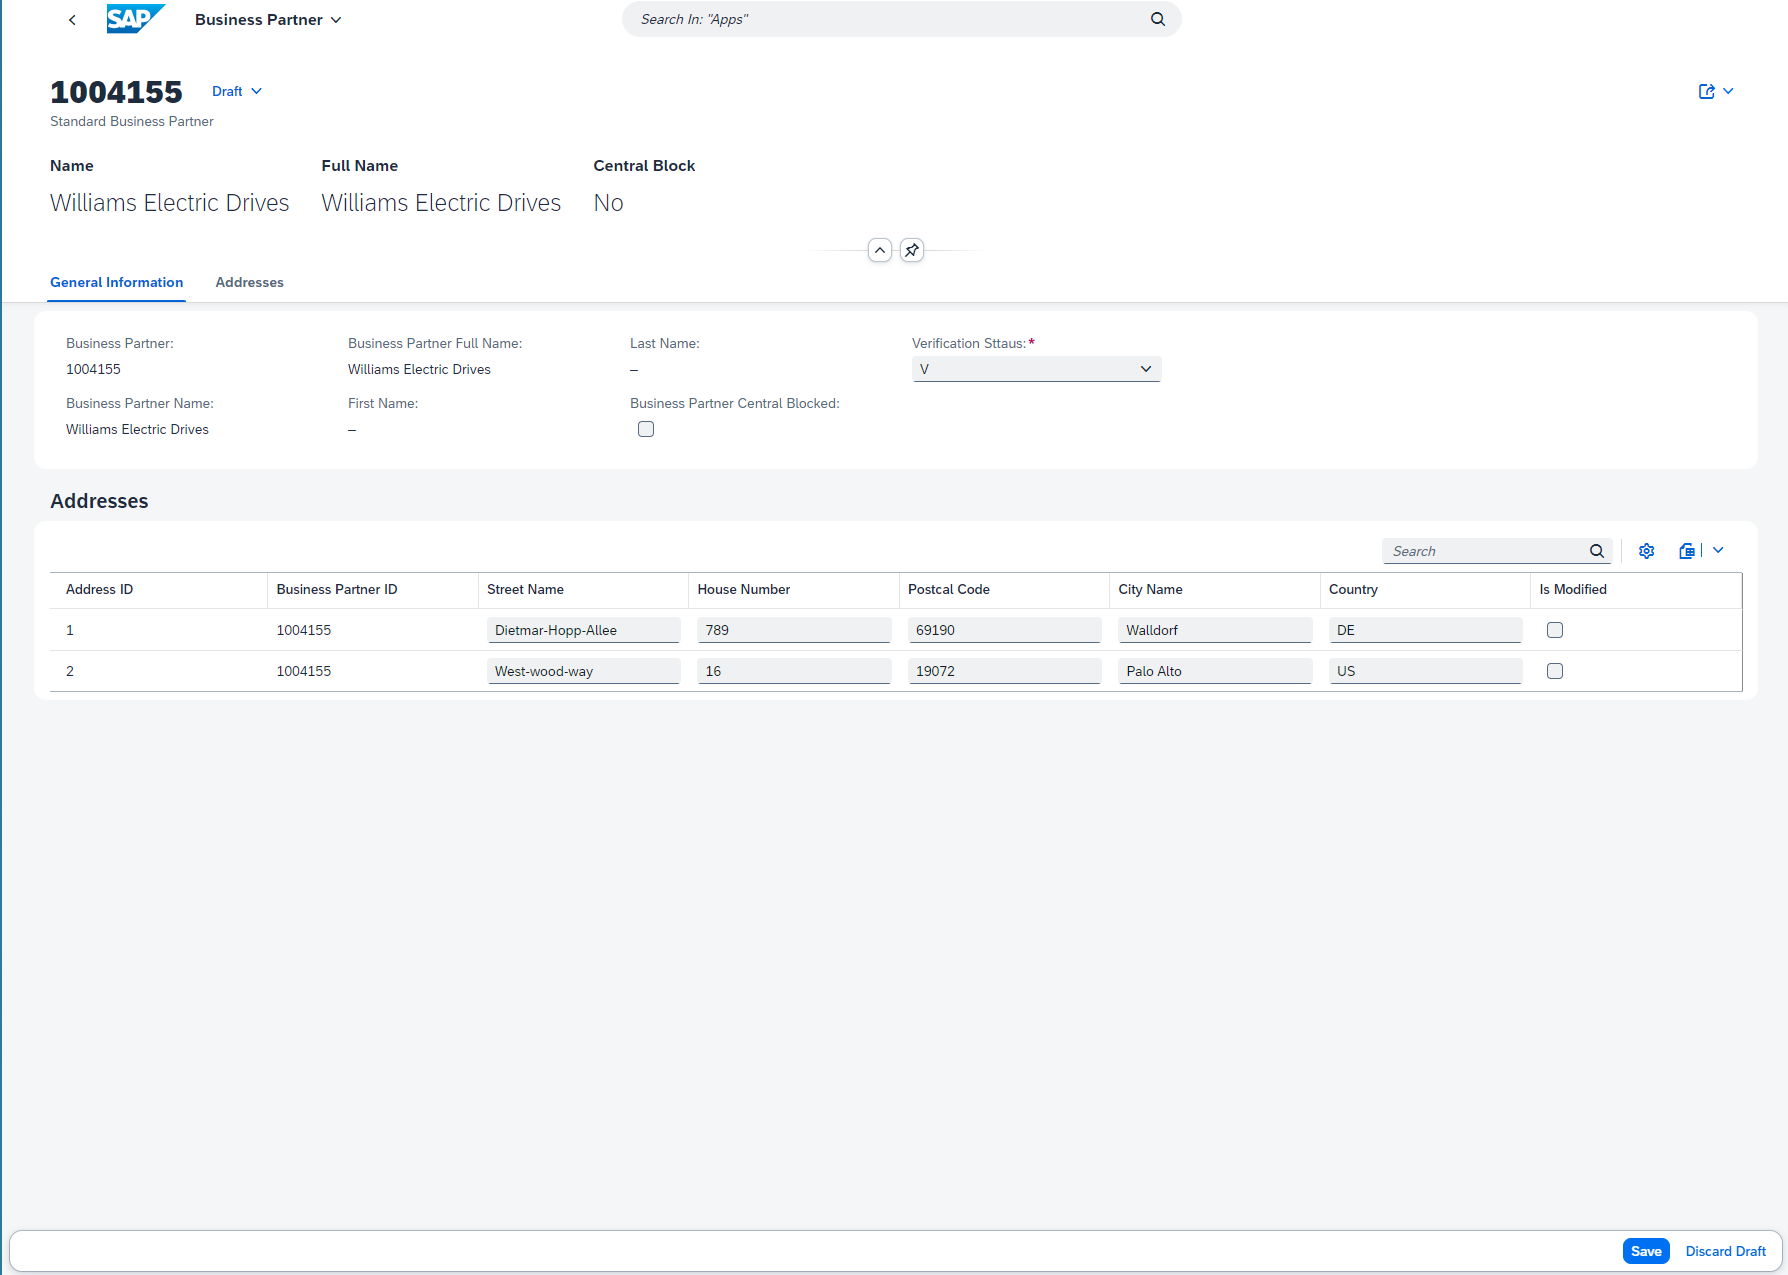 SAP Business Partner Search In: "Apps"
1004155 Draft
Standard Business Partner
Name Full Name Central Block
Williams Electric Drives Williams Electric Drives No
General Information Addresses
Business Partner: Business Partner Full Name: Last Name: Verification Sttaus:*
1004155 Williams Electric Drives – V
Business Partner Name: First Name: Business Partner Central Blocked:
Williams Electric Drives –
Addresses
Search
Address ID Business Partner ID Street Name House Number Postcal Code City Name Country Is Modified
1 1004155 Dietmar-Hopp-Allee 789 69190 Walldorf DE
2 1004155 West-wood-way 16 19072 Palo Alto US
Save Discard Draft